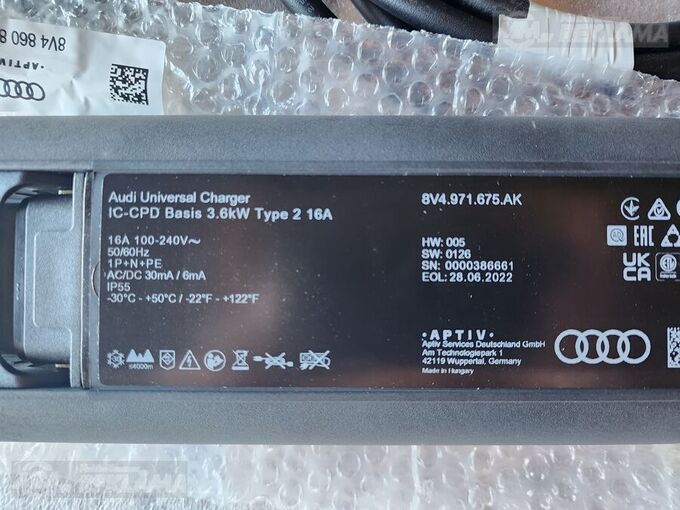 8V4 860 8
·APTIV·
Audi Universal Charger
IC-CPD Basis 3.6kW Type 2 16A
16A 100-240V~
50/60Hz
1P+N+PE
AC/DC 30mA / 6mA
IP55
-30°C - +50°C / -22°F - +122°F
≤4000m
8V4.971.675.AK
HW: 005
SW: 0126
SN: 0000386661
EOL: 28.06.2022
·APTIV·
Aptiv Services Deutschland GmbH
Am Technologiepark 1
42119 Wuppertal, Germany
Made in Hungary
EAC
UK
CA